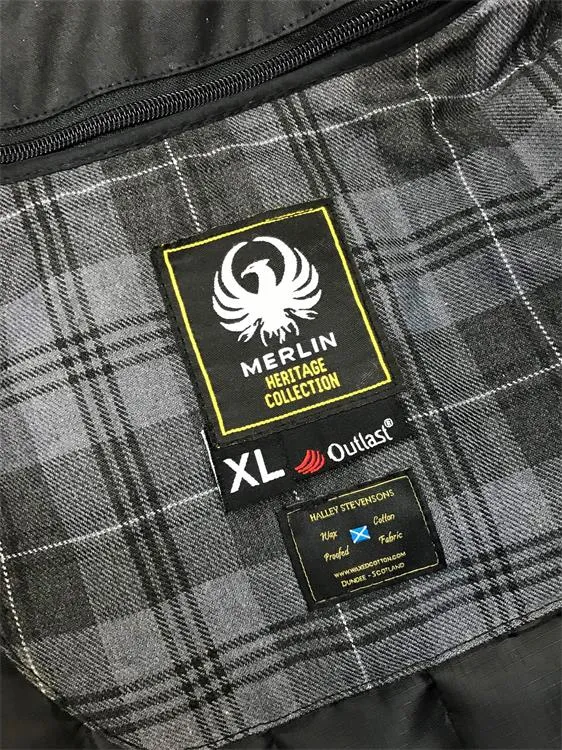 MERLIN
HERITAGE
COLLECTION
XL
Outlast®
HALLEY STEVENSONS
Wax Cotton
Proofed Fabric
WWW.WAXEDCOTTON.COM
DUNDEE - SCOTLAND